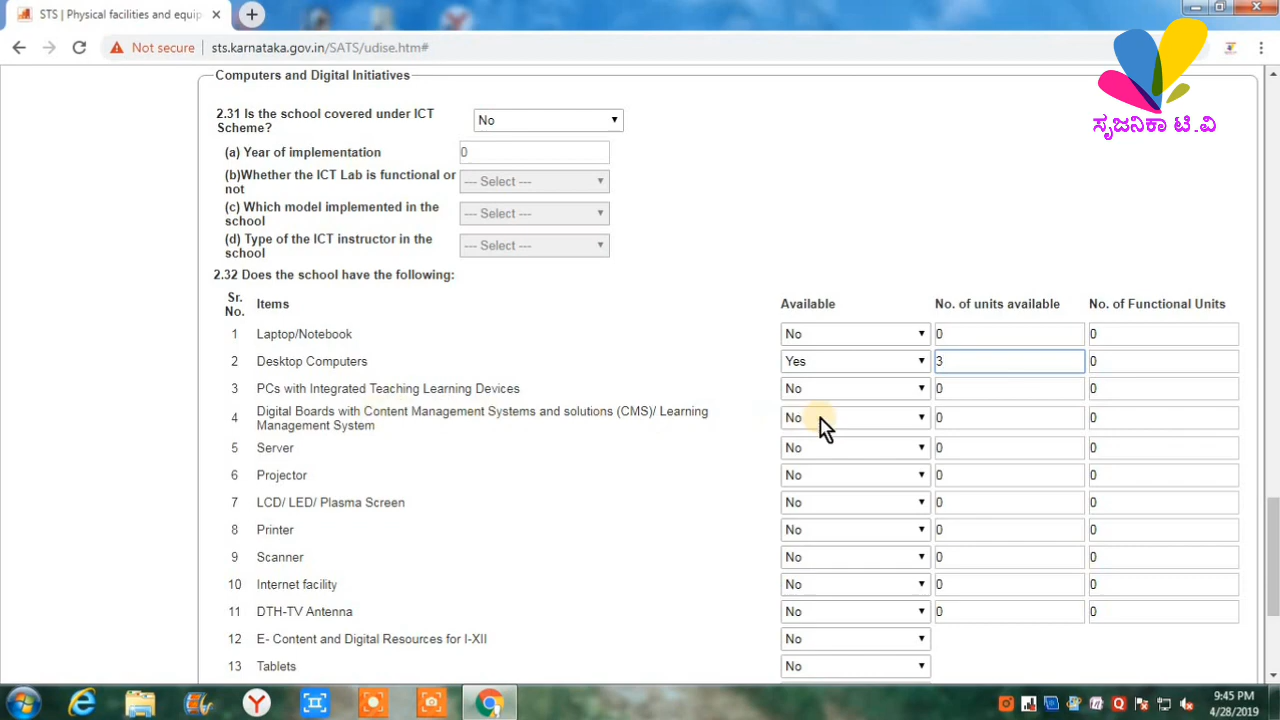 STS | Physical facilities and equip
Not secure sts.karnataka.gov.in/SATS/udise.htm#
ಸೃಜನಿಕಾ ಟಿ.ವಿ
Computers and Digital Initiatives
2.31 Is the school covered under ICT
Scheme?
No
(a) Year of implementation
0
(b)Whether the ICT Lab is functional or
not
--- Select ---
(c) Which model implemented in the
school
--- Select ---
(d) Type of the ICT instructor in the
school
--- Select ---
2.32 Does the school have the following:
Sr.
No.
Items Available No. of units available No. of Functional Units
1 Laptop/Notebook No 0 0
2 Desktop Computers Yes 3 0
3 PCs with Integrated Teaching Learning Devices No 0 0
4 Digital Boards with Content Management Systems and solutions (CMS)/ Learning
Management System
No 0 0
5 Server No 0 0
6 Projector No 0 0
7 LCD/ LED/ Plasma Screen No 0 0
8 Printer No 0 0
9 Scanner No 0 0
10 Internet facility No 0 0
11 DTH-TV Antenna No 0 0
12 E- Content and Digital Resources for I-XII No
13 Tablets No
9:45 PM
4/28/2019